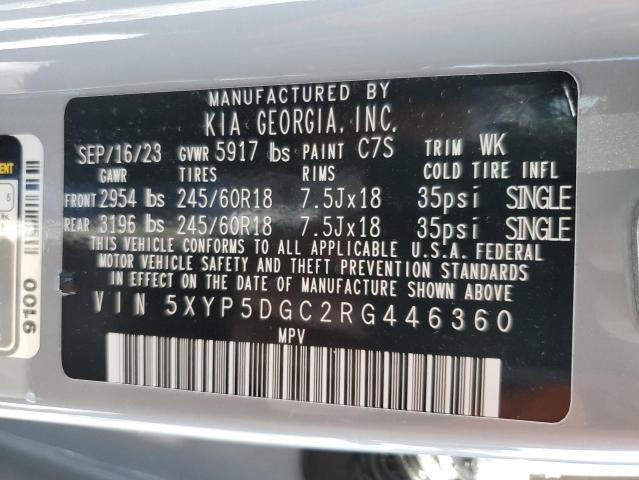 MANUFACTURED BY
KIA GEORGIA, INC.
SEP/16/23 GVWR 5917 lbs PAINT C7S TRIM WK
GAWR TIRES RIMS COLD TIRE INFL
FRONT 2954 lbs 245/60R18 7.5Jx18 35psi SINGLE
REAR 3196 lbs 245/60R18 7.5Jx18 35psi SINGLE
THIS VEHICLE CONFORMS TO ALL APPLICABLE U.S.A. FEDERAL
MOTOR VEHICLE SAFETY AND THEFT PREVENTION STANDARDS
IN EFFECT ON THE DATE OF MANUFACTURE SHOWN ABOVE
VIN 5XYP5DGC2RG446360
MPV
9100